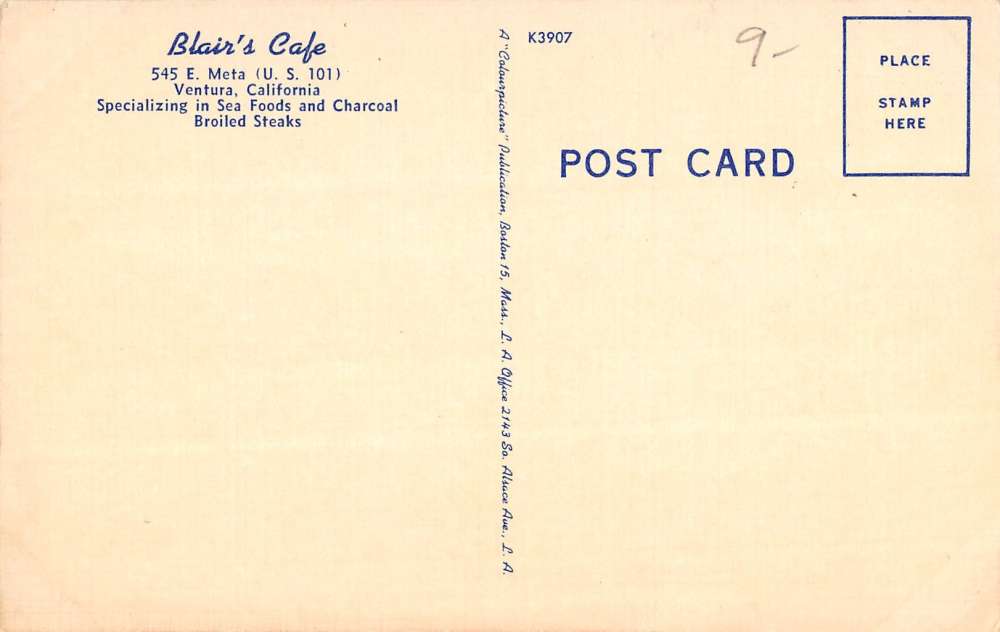 Blair's Cafe
545 E. Meta (U. S. 101)
Ventura, California
Specializing in Sea Foods and Charcoal
Broiled Steaks
A "Colourpicture" Publication, Boston 15, Mass., L. A. Office 2143 So. Alsace Ave., L. A.
K3907
9-
POST CARD
PLACE
STAMP
HERE